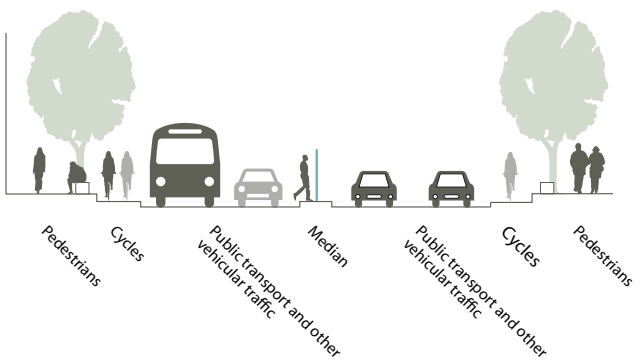 Pedestrians
Cycles
Public transport and other
vehicular traffic
Median
Public transport and other
vehicular traffic
Cycles
Pedestrians